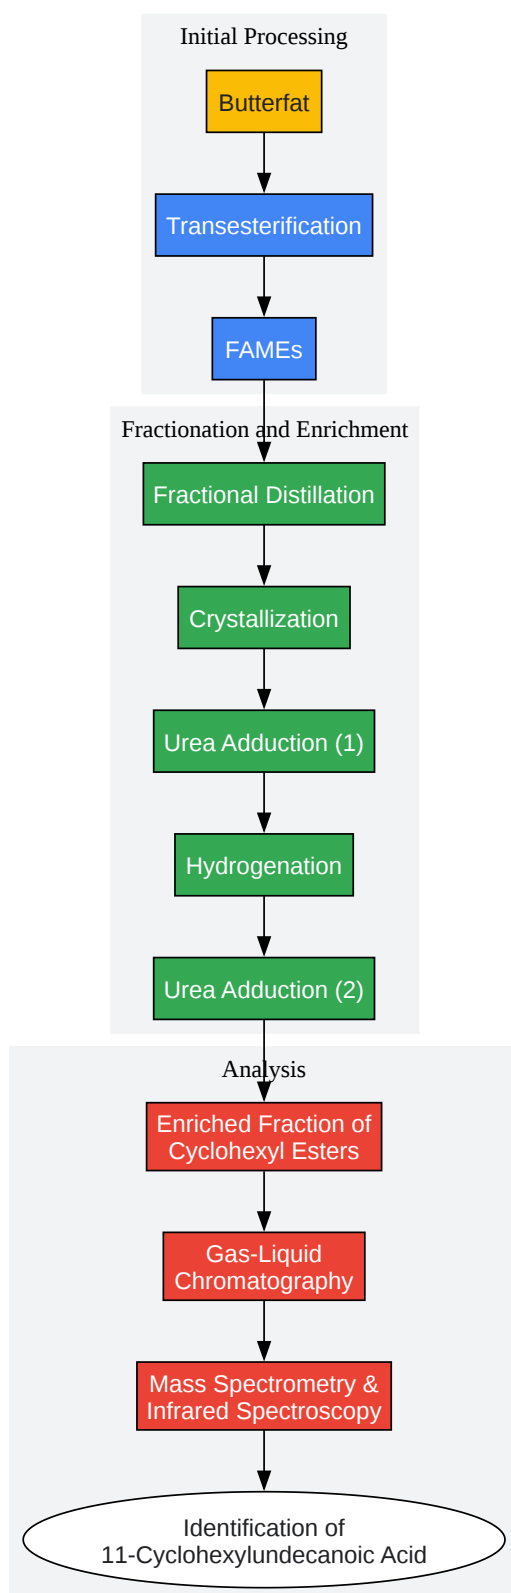 Initial Processing
Butterfat
Transesterification
FAMEs
Fractionation and Enrichment
Fractional Distillation
Crystallization
Urea Adduction (1)
Hydrogenation
Urea Adduction (2)
Analysis
Enriched Fraction of
Cyclohexyl Esters
Gas-Liquid
Chromatography
Mass Spectrometry &
Infrared Spectroscopy
Identification of
11-Cyclohexylundecanoic Acid